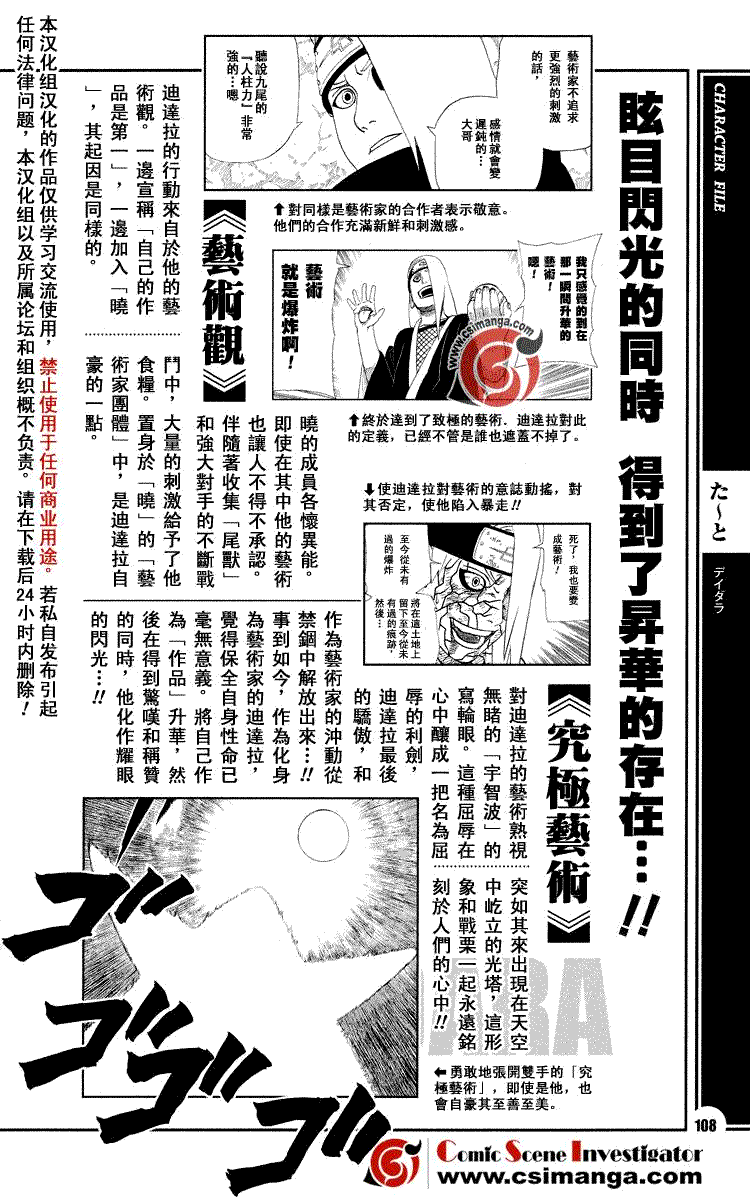 CHARACTER FILE
た〜と
デイダラ
眩目閃光的同時 得到了昇華的存在…!!
藝術家不追求
更強烈的刺激
的話,
感情就會變
遲鈍的…
大哥
聽說九尾的
『人柱力』非常
強的…嗯
⬆對同樣是藝術家的合作者表示敬意。
他們的合作充滿新鮮和刺激感。
我只感覺的到在
那一瞬間升華的
藝術!
嗯!
藝術
就是爆炸啊!
⬆終於達到了致極的藝術．迪達拉對此
的定義，已經不管是誰也遮蓋不掉了。
《藝術觀》
迪達拉的行動來自於他的藝
術觀。一邊宣稱「自己的作
品是第一」，一邊加入「曉
」，其起因是同樣的。
曉的成員各懷異能。
即使在其中他的藝術
也讓人不得不承認。
伴隨著收集「尾獸」
和強大對手的不斷戰
鬥中，大量的刺激給予了他
食糧。置身於「曉」的「藝
術家團體」中，是迪達拉自
豪的一點。
⬇使迪達拉對藝術的意誌動搖，對
其否定，使他陷入暴走!!
死了，我也要變
成藝術！
至今從未有
過的爆炸
將在這土地上
留下至今從未
有過的痕跡，
然後…
《究極藝術》
對迪達拉的藝術熟視
無睹的「宇智波」的
寫輪眼。這種屈辱在
心中釀成一把名為屈
辱的利劍，
迪達拉最後
的驕傲，和
作為藝術家的沖動從
禁錮中解放出來…!!
事到如今，作為化身
為藝術家的迪達拉，
覺得保全自身性命已
毫無意義。將自己作
為「作品」升華，然
後在得到驚嘆和稱贊
的同時，他化作耀眼
的閃光…!!
突如其來出現在天空
中屹立的光塔，這形
象和戰栗一起永遠銘
刻於人們的心中!!
ゴゴゴゴ
ARA
⬅勇敢地張開雙手的「究
極藝術」，即使是他，也
會自豪其至善至美。
108
本汉化组汉化的作品仅供学习交流使用，禁止使用于任何商业用途。若私自发布引起
任何法律问题，本汉化组以及所属论坛和组织概不负责。请在下载后24小时内删除！
www.csimanga.com
Comic Scene Investigator
www.csimanga.com